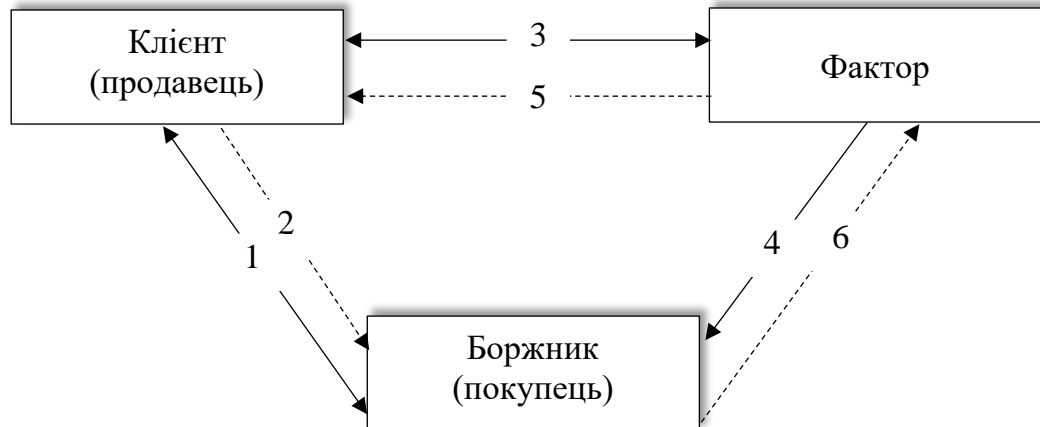 Клієнт
(продавець)
3
Фактор
5
2
1
4
6
Боржник
(покупець)